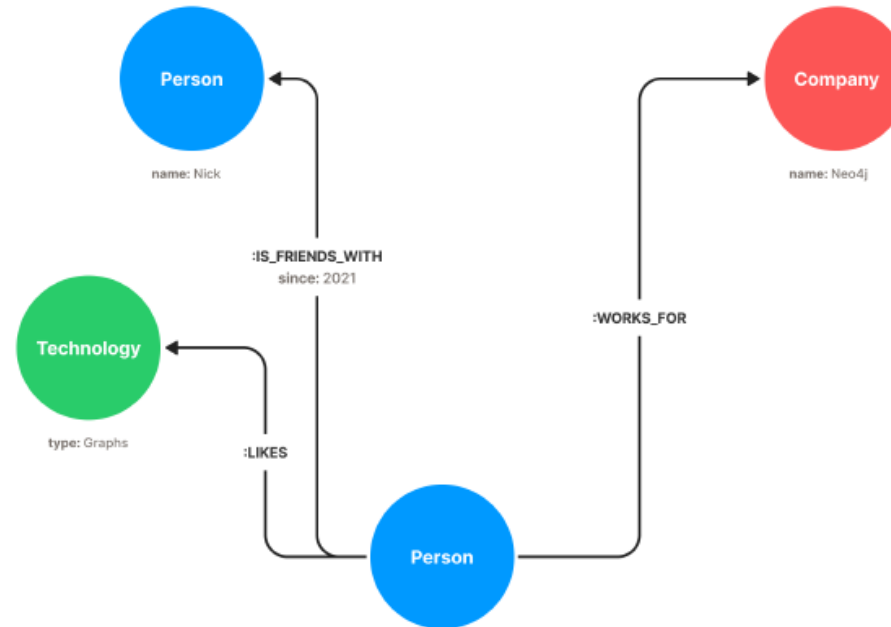 Person
Company
name: Nick
name: Neo4j
:IS_FRIENDS_WITH
since: 2021
:WORKS_FOR
Technology
type: Graphs
:LIKES
Person